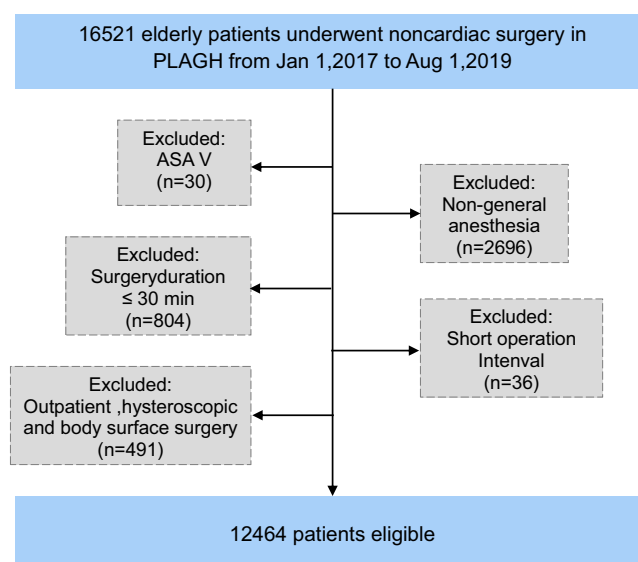 16521 elderly patients underwent noncardiac surgery in
PLAGH from Jan 1,2017 to Aug 1,2019
Excluded:
ASA V
(n=30)
Excluded:
Non-general
anesthesia
(n=2696)
Excluded:
Surgeryduration
≤ 30 min
(n=804)
Excluded:
Short operation
Intenval
(n=36)
Excluded:
Outpatient ,hysteroscopic
and body surface surgery
(n=491)
12464 patients eligible